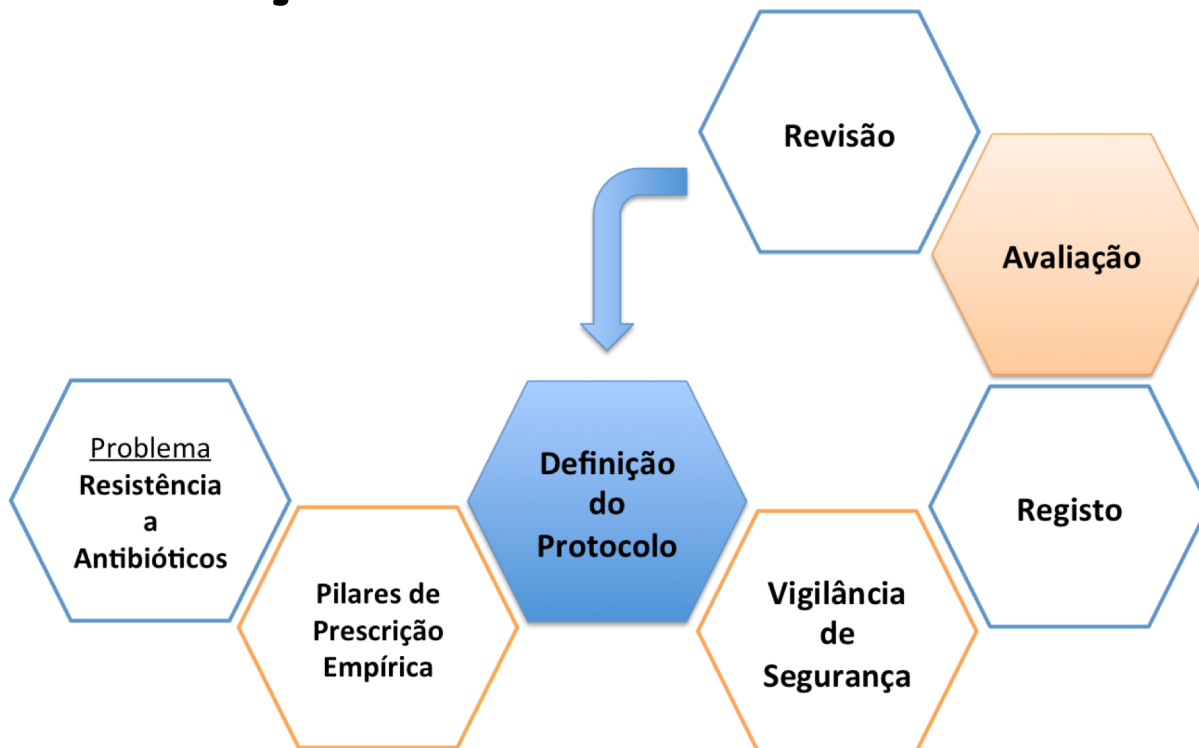 Revisão
Avaliação
Problema
Resistência
a
Antibióticos
Pilares de
Prescrição
Empírica
Definição
do
Protocolo
Vigilância
de
Segurança
Registo